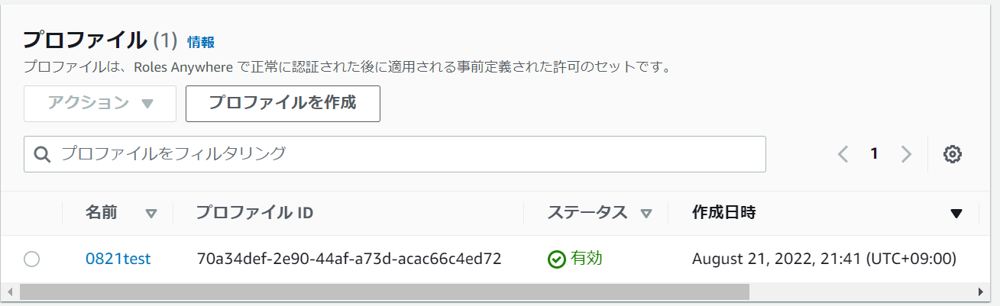 プロファイル (1) 情報
プロファイルは、Roles Anywhere で正常に認証された後に適用される事前定義された許可のセットです。
アクション プロファイルを作成
プロファイルをフィルタリング 1
名前 プロファイル ID ステータス 作成日時
0821test 70a34def-2e90-44af-a73d-acac66c4ed72 有効 August 21, 2022, 21:41 (UTC+09:00)